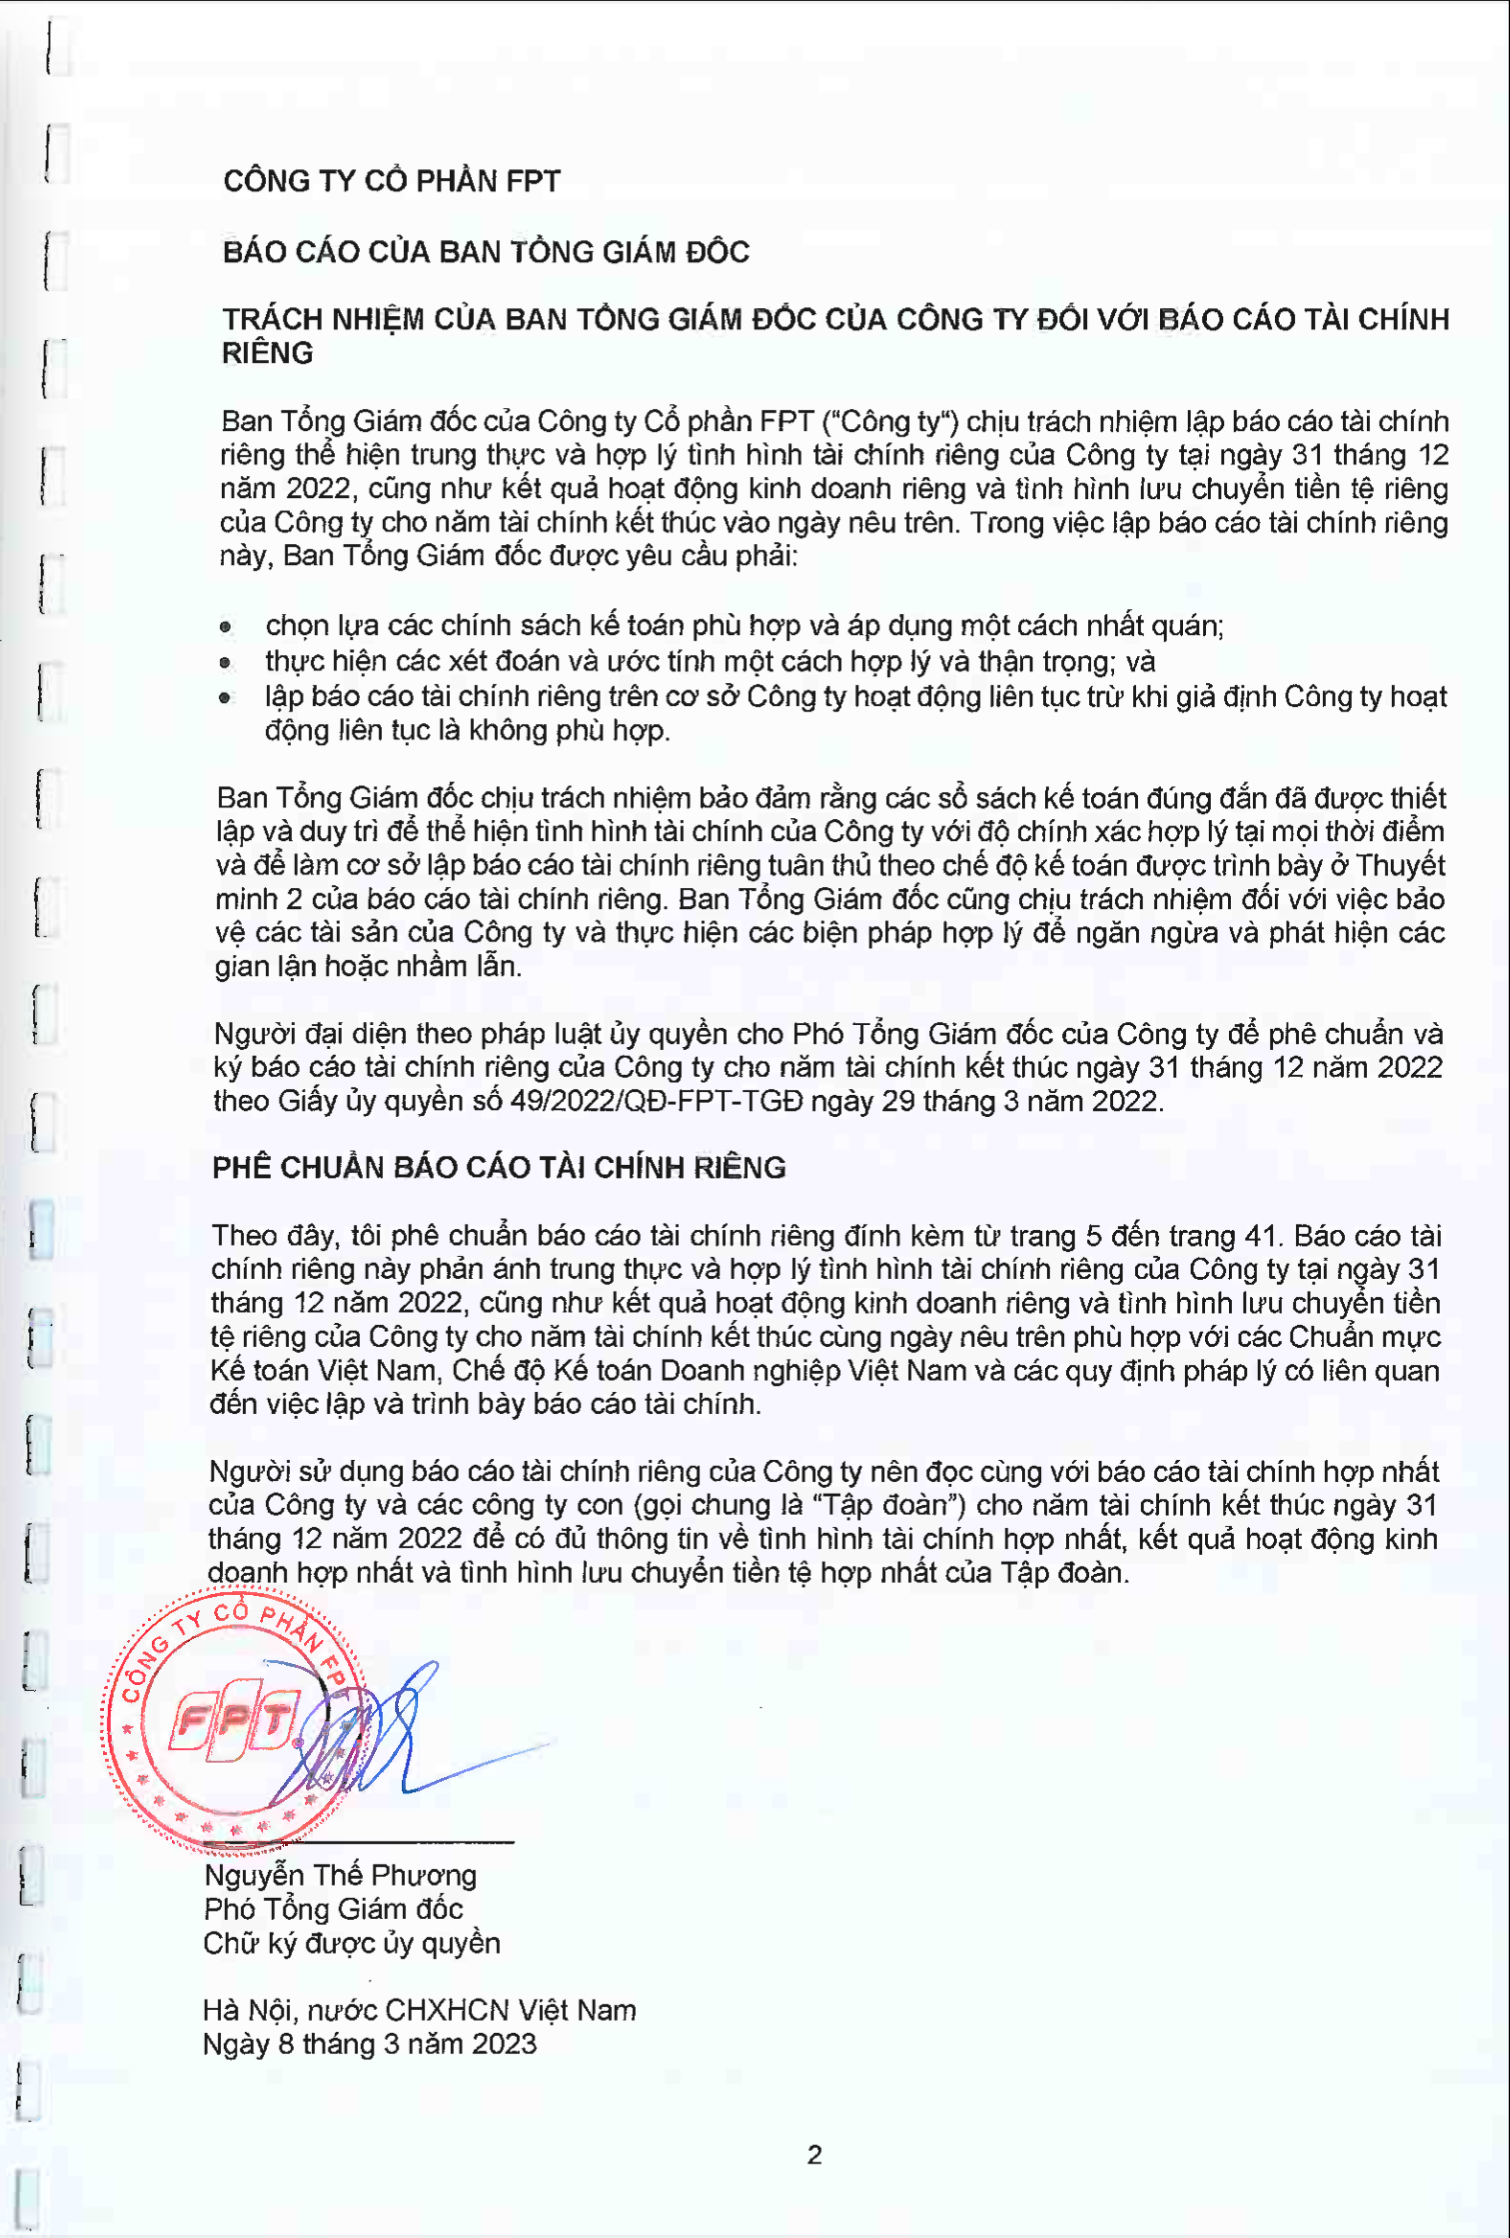 CÔNG TY CỔ PHẦN FPT
BÁO CÁO CỦA BAN TỔNG GIÁM ĐỐC
TRÁCH NHIỆM CỦA BAN TỔNG GIÁM ĐỐC CỦA CÔNG TY ĐỐI VỚI BÁO CÁO TÀI CHÍNH
RIÊNG
Ban Tổng Giám đốc của Công ty Cổ phần FPT ("Công ty") chịu trách nhiệm lập báo cáo tài chính
riêng thể hiện trung thực và hợp lý tình hình tài chính riêng của Công ty tại ngày 31 tháng 12
năm 2022, cũng như kết quả hoạt động kinh doanh riêng và tình hình lưu chuyển tiền tệ riêng
của Công ty cho năm tài chính kết thúc vào ngày nêu trên. Trong việc lập báo cáo tài chính riêng
này, Ban Tổng Giám đốc được yêu cầu phải:
• chọn lựa các chính sách kế toán phù hợp và áp dụng một cách nhất quán;
• thực hiện các xét đoán và ước tính một cách hợp lý và thận trọng; và
• lập báo cáo tài chính riêng trên cơ sở Công ty hoạt động liên tục trừ khi giả định Công ty hoạt
động liên tục là không phù hợp.
Ban Tổng Giám đốc chịu trách nhiệm bảo đảm rằng các sổ sách kế toán đúng đắn đã được thiết
lập và duy trì để thể hiện tình hình tài chính của Công ty với độ chính xác hợp lý tại mọi thời điểm
và để làm cơ sở lập báo cáo tài chính riêng tuân thủ theo chế độ kế toán được trình bày ở Thuyết
minh 2 của báo cáo tài chính riêng. Ban Tổng Giám đốc cũng chịu trách nhiệm đối với việc bảo
vệ các tài sản của Công ty và thực hiện các biện pháp hợp lý để ngăn ngừa và phát hiện các
gian lận hoặc nhầm lẫn.
Người đại diện theo pháp luật ủy quyền cho Phó Tổng Giám đốc của Công ty để phê chuẩn và
ký báo cáo tài chính riêng của Công ty cho năm tài chính kết thúc ngày 31 tháng 12 năm 2022
theo Giấy ủy quyền số 49/2022/QĐ-FPT-TGĐ ngày 29 tháng 3 năm 2022.
PHÊ CHUẨN BÁO CÁO TÀI CHÍNH RIÊNG
Theo đây, tôi phê chuẩn báo cáo tài chính riêng đính kèm từ trang 5 đến trang 41. Báo cáo tài
chính riêng này phản ánh trung thực và hợp lý tình hình tài chính riêng của Công ty tại ngày 31
tháng 12 năm 2022, cũng như kết quả hoạt động kinh doanh riêng và tình hình lưu chuyển tiền
tệ riêng của Công ty cho năm tài chính kết thúc cùng ngày nêu trên phù hợp với các Chuẩn mực
Kế toán Việt Nam, Chế độ Kế toán Doanh nghiệp Việt Nam và các quy định pháp lý có liên quan
đến việc lập và trình bày báo cáo tài chính.
Người sử dụng báo cáo tài chính riêng của Công ty nên đọc cùng với báo cáo tài chính hợp nhất
của Công ty và các công ty con (gọi chung là "Tập đoàn") cho năm tài chính kết thúc ngày 31
tháng 12 năm 2022 để có đủ thông tin về tình hình tài chính hợp nhất, kết quả hoạt động kinh
doanh hợp nhất và tình hình lưu chuyển tiền tệ hợp nhất của Tập đoàn.
CÔNG TY CỔ PHẦN FPT
FPT
Nguyễn Thế Phương
Phó Tổng Giám đốc
Chữ ký được ủy quyền
Hà Nội, nước CHXHCN Việt Nam
Ngày 8 tháng 3 năm 2023
2